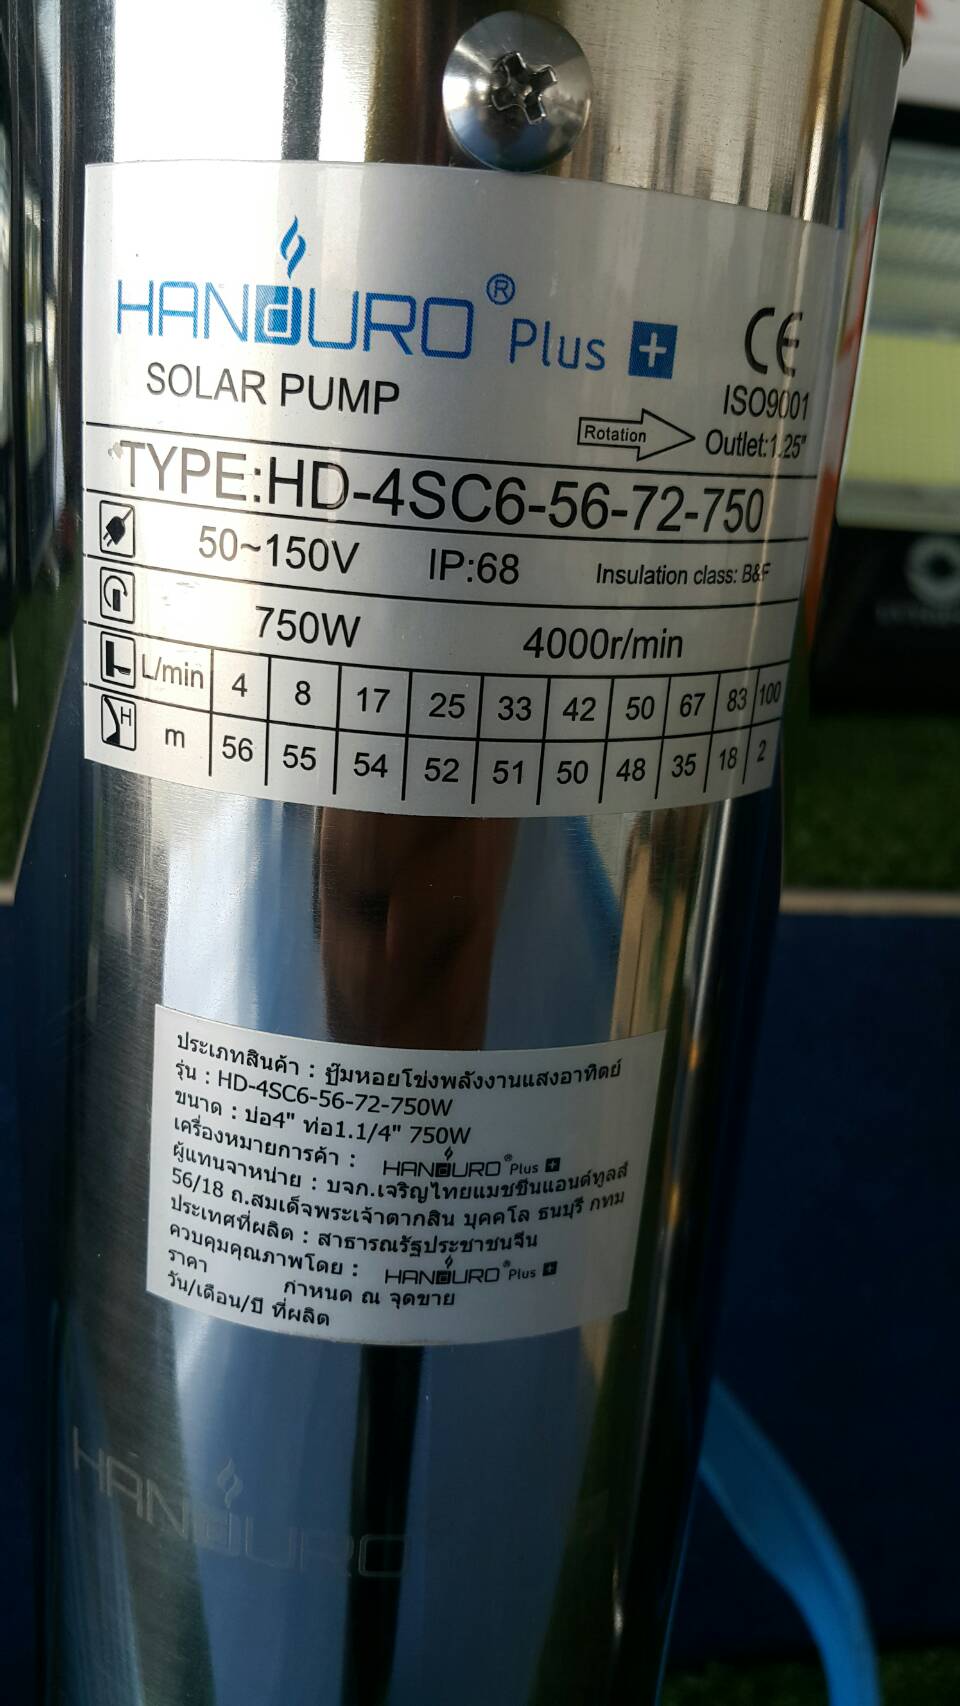 HANDURO® Plus +
SOLAR PUMP
CE
ISO9001
Rotation
Outlet:1.25"
TYPE:HD-4SC6-56-72-750
50~150V IP:68 Insulation class: B&F
750W 4000r/min
L/min 4 8 17 25 33 42 50 67 83 100
H m 56 55 54 52 51 50 48 35 18 2
ประเภทสินค้า : ปั๊มหอยโข่งพลังงานแสงอาทิตย์
รุ่น : HD-4SC6-56-72-750W
ขนาด : บ่อ4" ท่อ1.1/4" 750W
เครื่องหมายการค้า : HANDURO® Plus +
ผู้แทนจาหน่าย : บจก.เจริญไทยแมชชีนแอนด์ทูลส์
56/18 ถ.สมเด็จพระเจ้าตากสิน บุคคโล ธนบุรี กทม
ประเทศที่ผลิต : สาธารณรัฐประชาชนจีน
ควบคุมคุณภาพโดย : HANDURO® Plus +
ราคา กำหนด ณ จุดขาย
วัน/เดือน/ปี ที่ผลิต
HANDURO